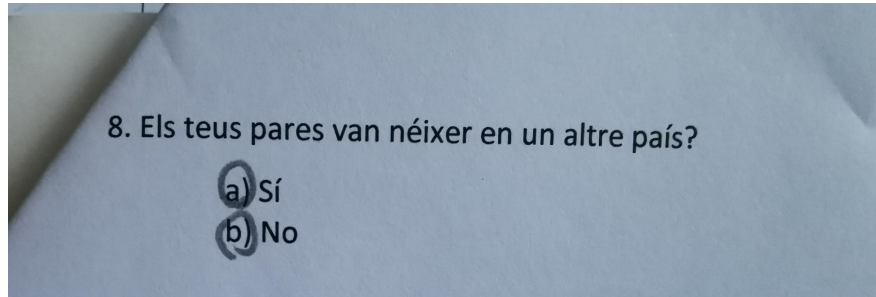 8. Els teus pares van néixer en un altre país?
a) Sí
b) No